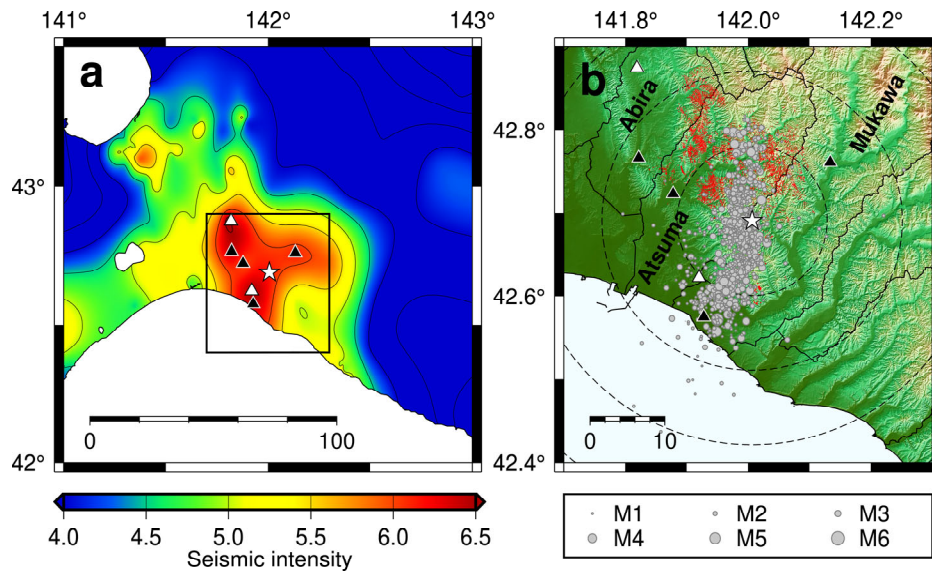 141° 142° 143°
141.8° 142.0° 142.2°
a
b
Abira
Mukawa
Atsuma
42.8°
43°
42.6°
0 100
0 10
42°
42.4°
4.0 4.5 5.0 5.5 6.0 6.5
Seismic intensity
M1 M2 M3
M4 M5 M6